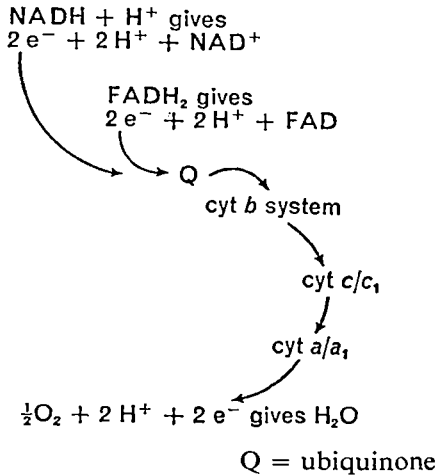 NADH + H⁺ gives
2 e⁻ + 2 H⁺ + NAD⁺
FADH₂ gives
2 e⁻ + 2 H⁺ + FAD
Q
cyt b system
cyt c/c₁
cyt a/a₁
½O₂ + 2 H⁺ + 2 e⁻ gives H₂O
Q = ubiquinone